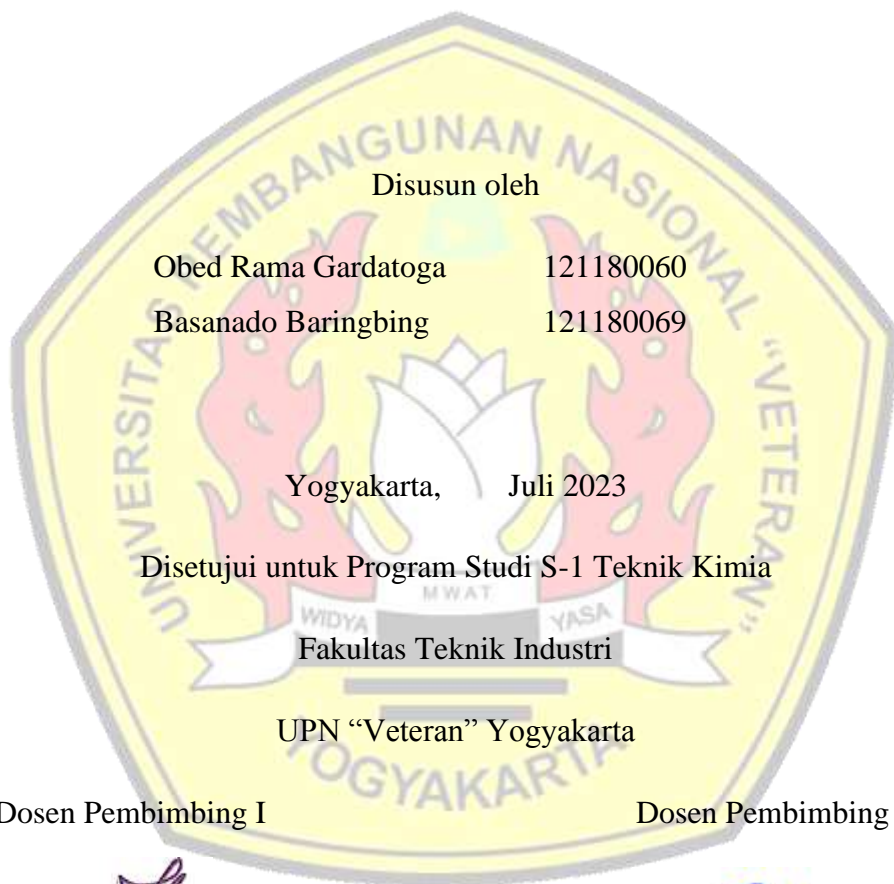 UNIVERSITAS PEMBANGUNAN NASIONAL "VETERAN"
Disusun oleh
Obed Rama Gardatoga 121180060
Basanado Baringbing 121180069
Yogyakarta, Juli 2023
Disetujui untuk Program Studi S-1 Teknik Kimia
MWAT
WIDYA YASA
Fakultas Teknik Industri
UPN “Veteran” Yogyakarta
YOGYAKARTA
Dosen Pembimbing I Dosen Pembimbing